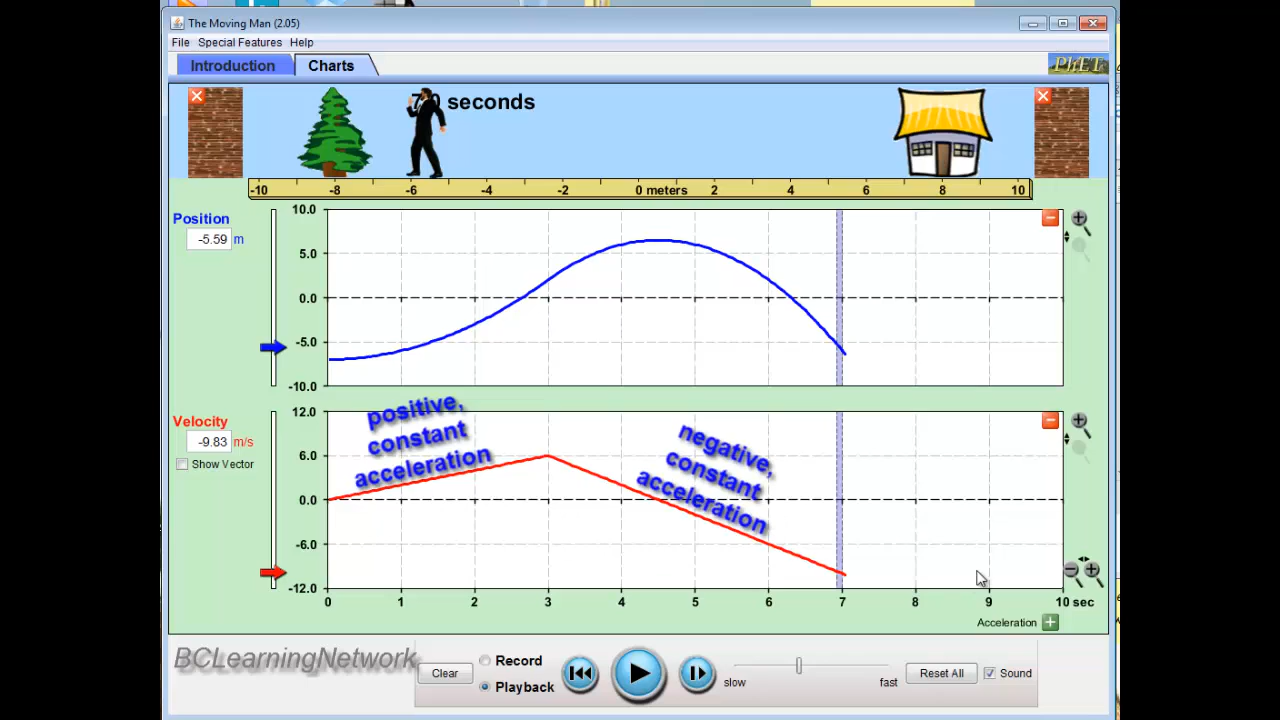 The Moving Man (2.05)
File Special Features Help
Introduction Charts
PhET
7.0 seconds
-10 -8 -6 -4 -2 0 meters 2 4 6 8 10
Position
-5.59 m
10.0
5.0
0.0
-5.0
-10.0
Velocity
-9.83 m/s
Show Vector
12.0
6.0
0.0
-6.0
-12.0
positive,
constant
acceleration
negative,
constant
acceleration
0 1 2 3 4 5 6 7 8 9 10 sec
Acceleration
BCLearningNetwork
Clear
Record
Playback
slow
fast
Reset All
Sound